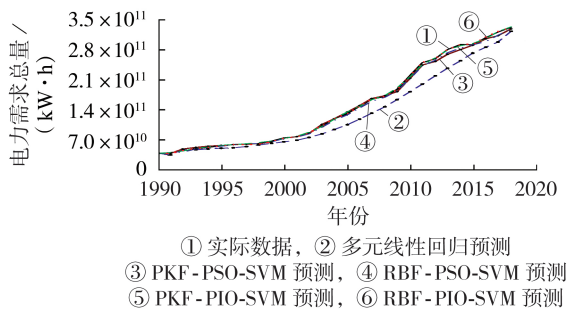 电力需求总量/
(kW·h)
3.5×10¹¹
2.8×10¹¹
2.1×10¹¹
1.4×10¹¹
7.0×10¹⁰
0
① ⑥
⑤
③
② 
④
1990 1995 2000 2005 2010 2015 2020
年份
① 实际数据, ② 多元线性回归预测
③ PKF-PSO-SVM 预测, ④ RBF-PSO-SVM 预测
⑤ PKF-PIO-SVM 预测, ⑥ RBF-PIO-SVM 预测